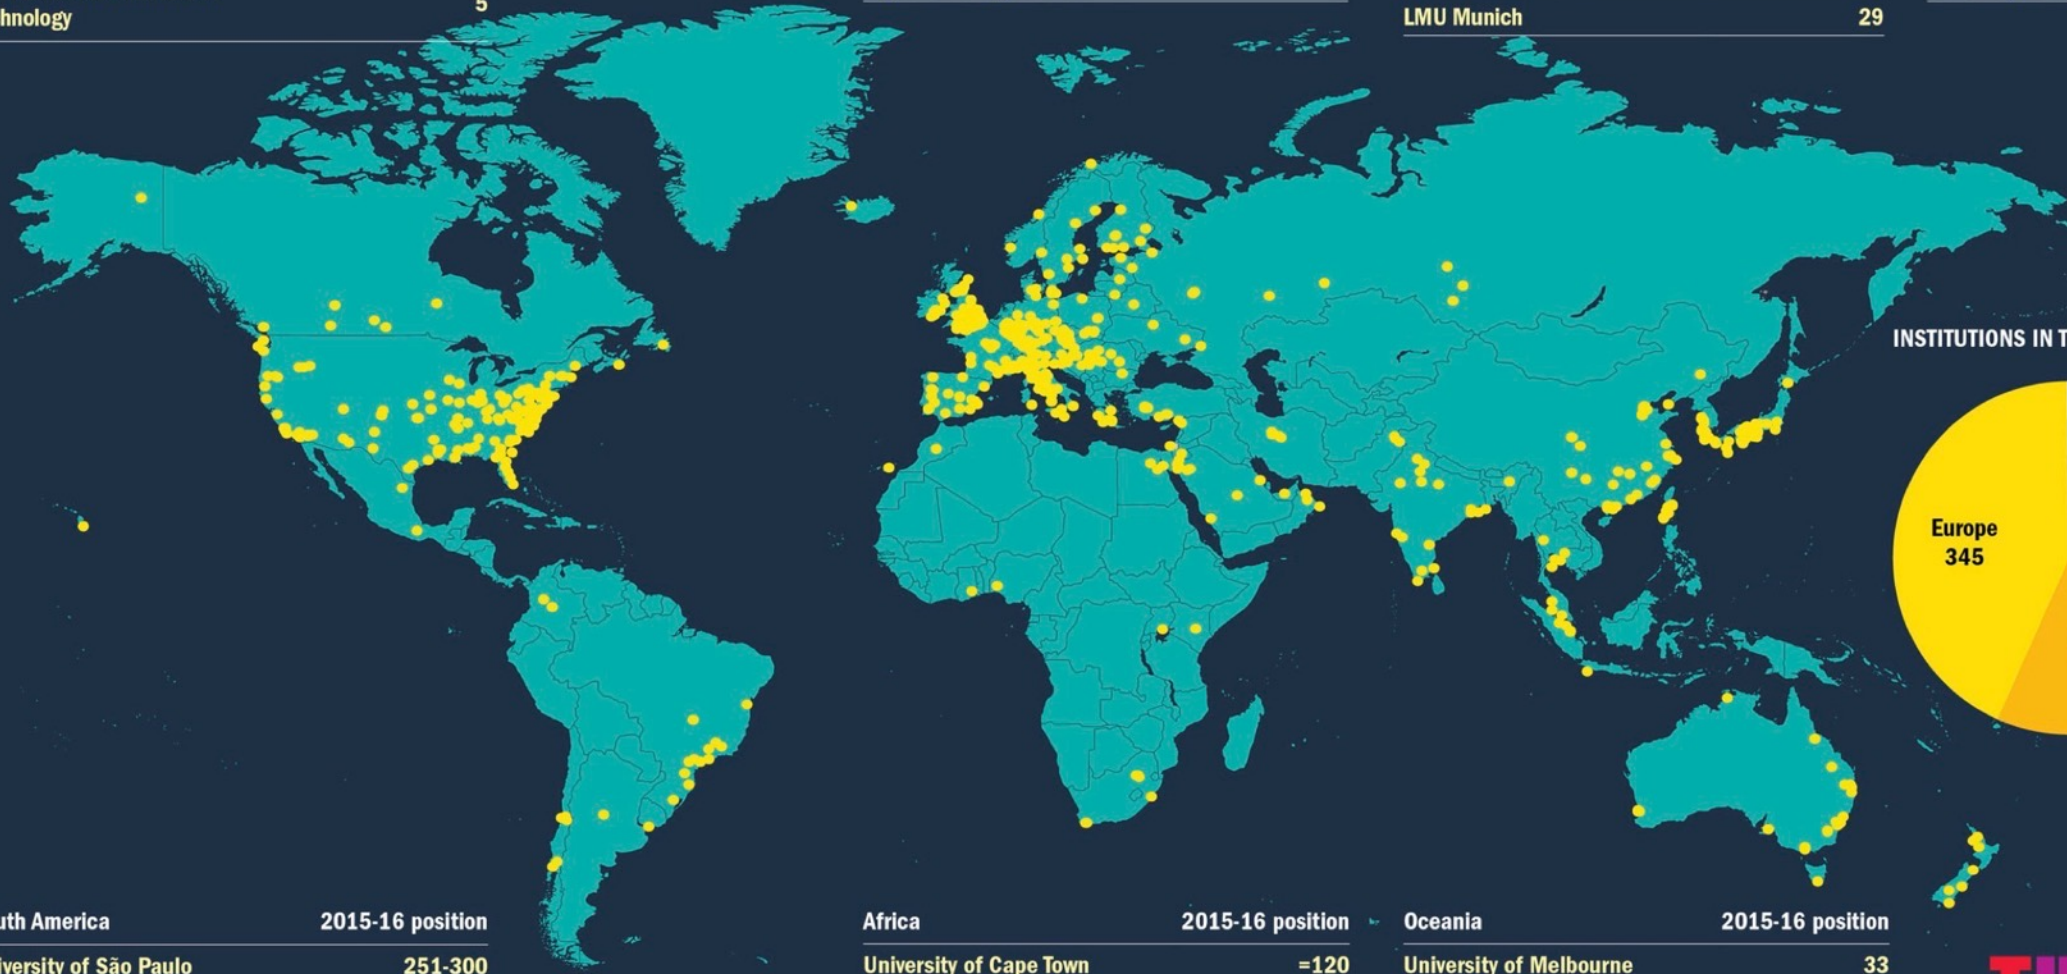 hnology 5
LMU Munich 29
INSTITUTIONS IN T
Europe
345
uth America 2015-16 position
iversity of São Paulo 251-300
Africa 2015-16 position
University of Cape Town =120
Oceania 2015-16 position
University of Melbourne 33